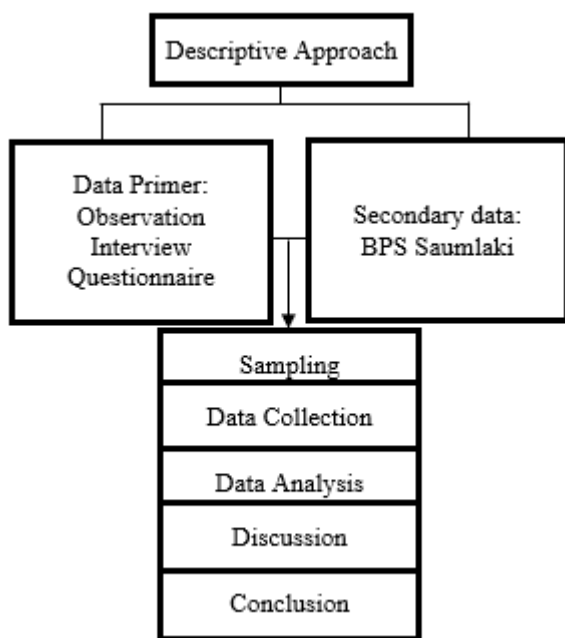 Descriptive Approach
Data Primer:
Observation
Interview
Questionnaire
Secondary data:
BPS Saumlaki
Sampling
Data Collection
Data Analysis
Discussion
Conclusion